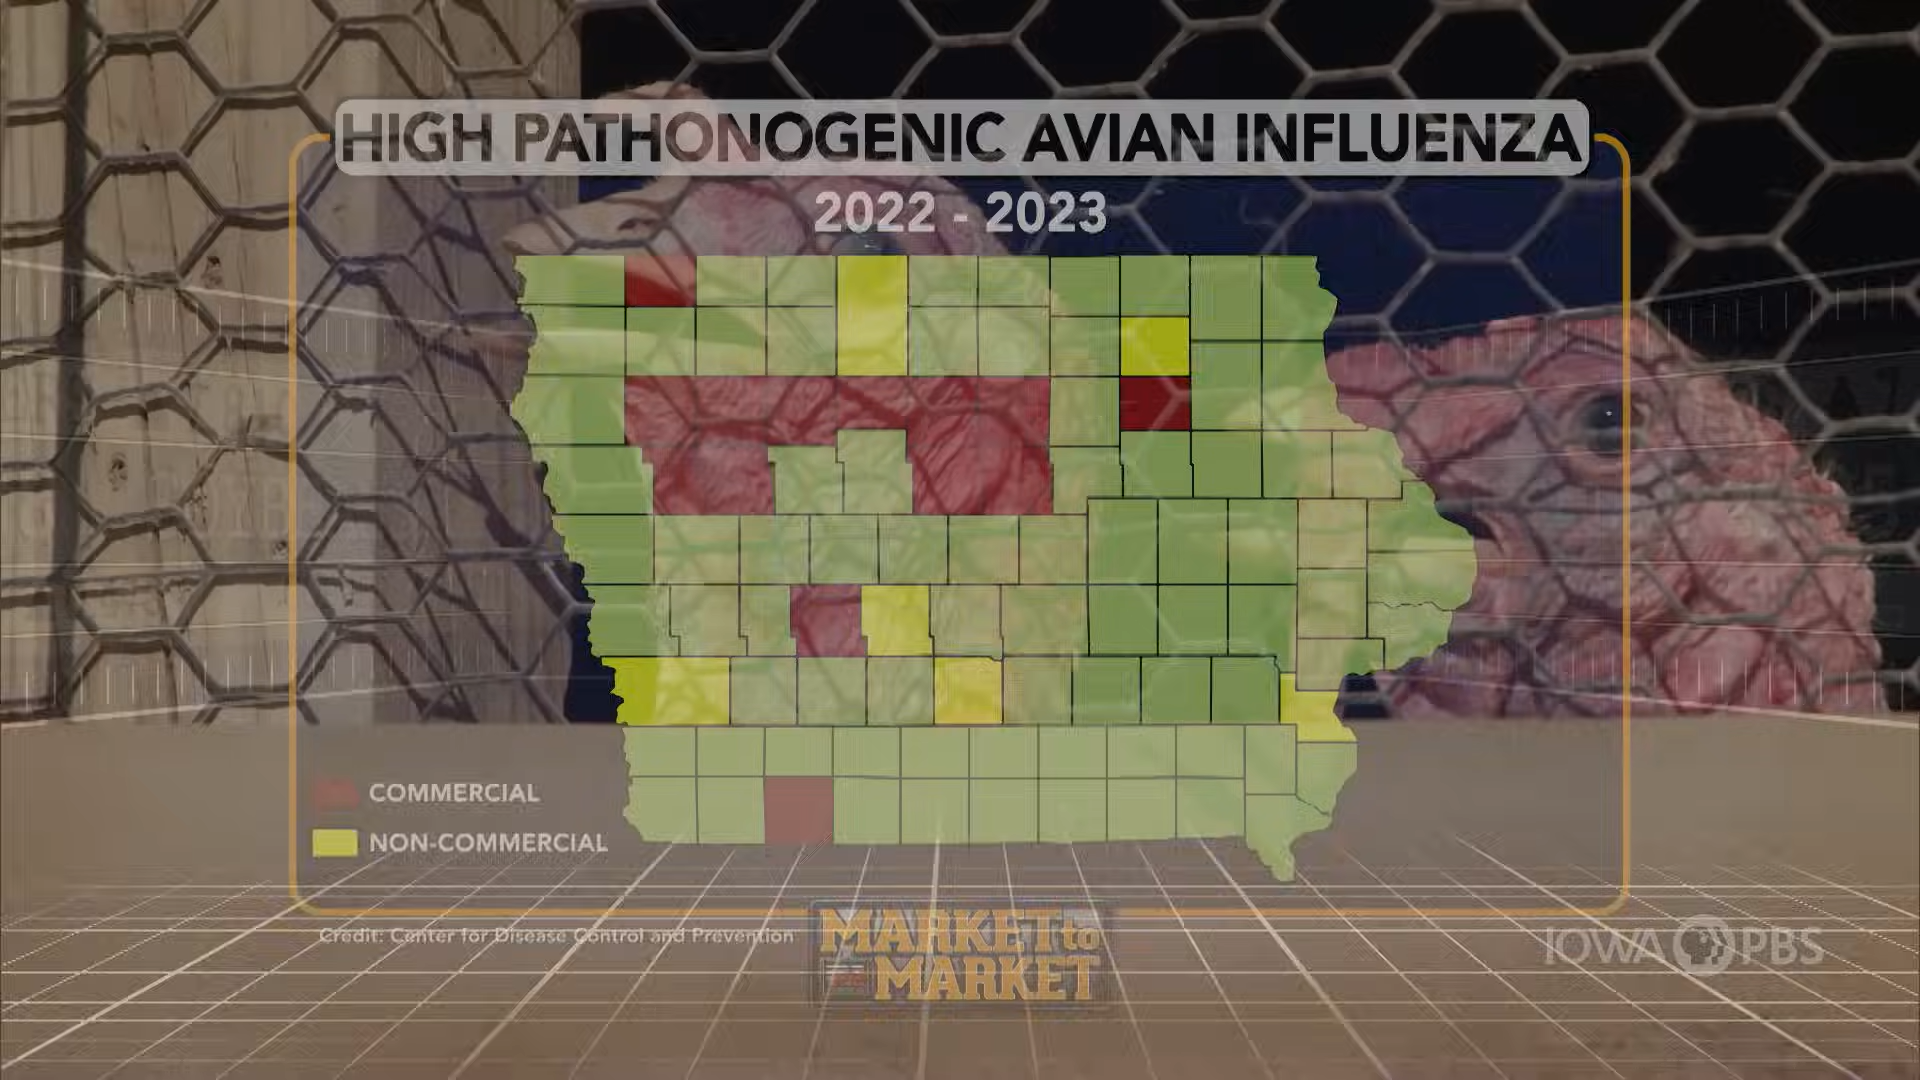 HIGH PATHONOGENIC AVIAN INFLUENZA
2022 - 2023
COMMERCIAL
NON-COMMERCIAL
Credit: Center for Disease Control and Prevention
MARKET to
MARKET
IOWA PBS